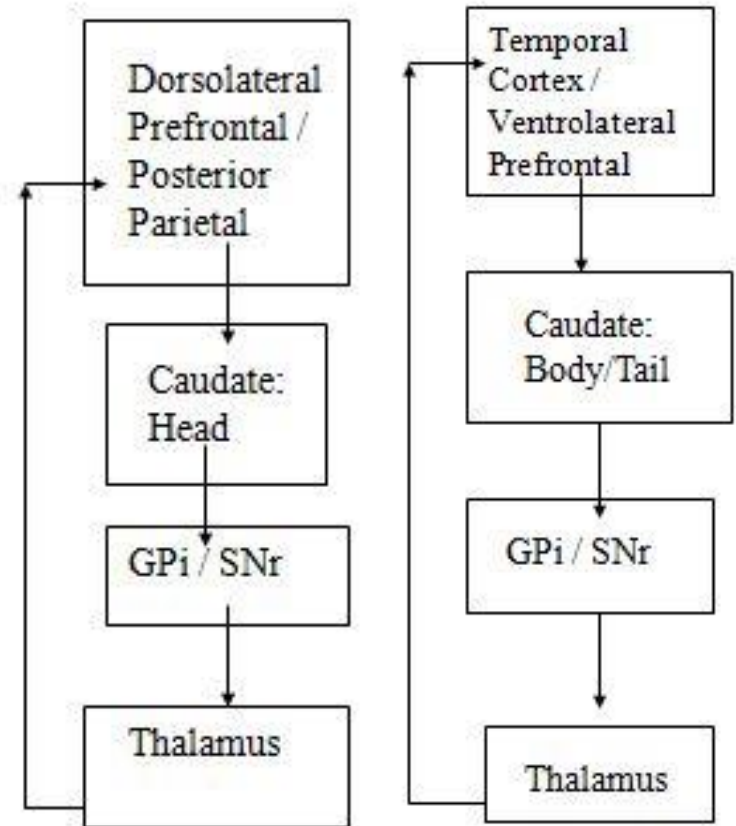 Dorsolateral
Prefrontal /
Posterior
Parietal
Caudate:
Head
GPi / SNr
Thalamus
Temporal
Cortex /
Ventrolateral
Prefrontal
Caudate:
Body/Tail
GPi / SNr
Thalamus